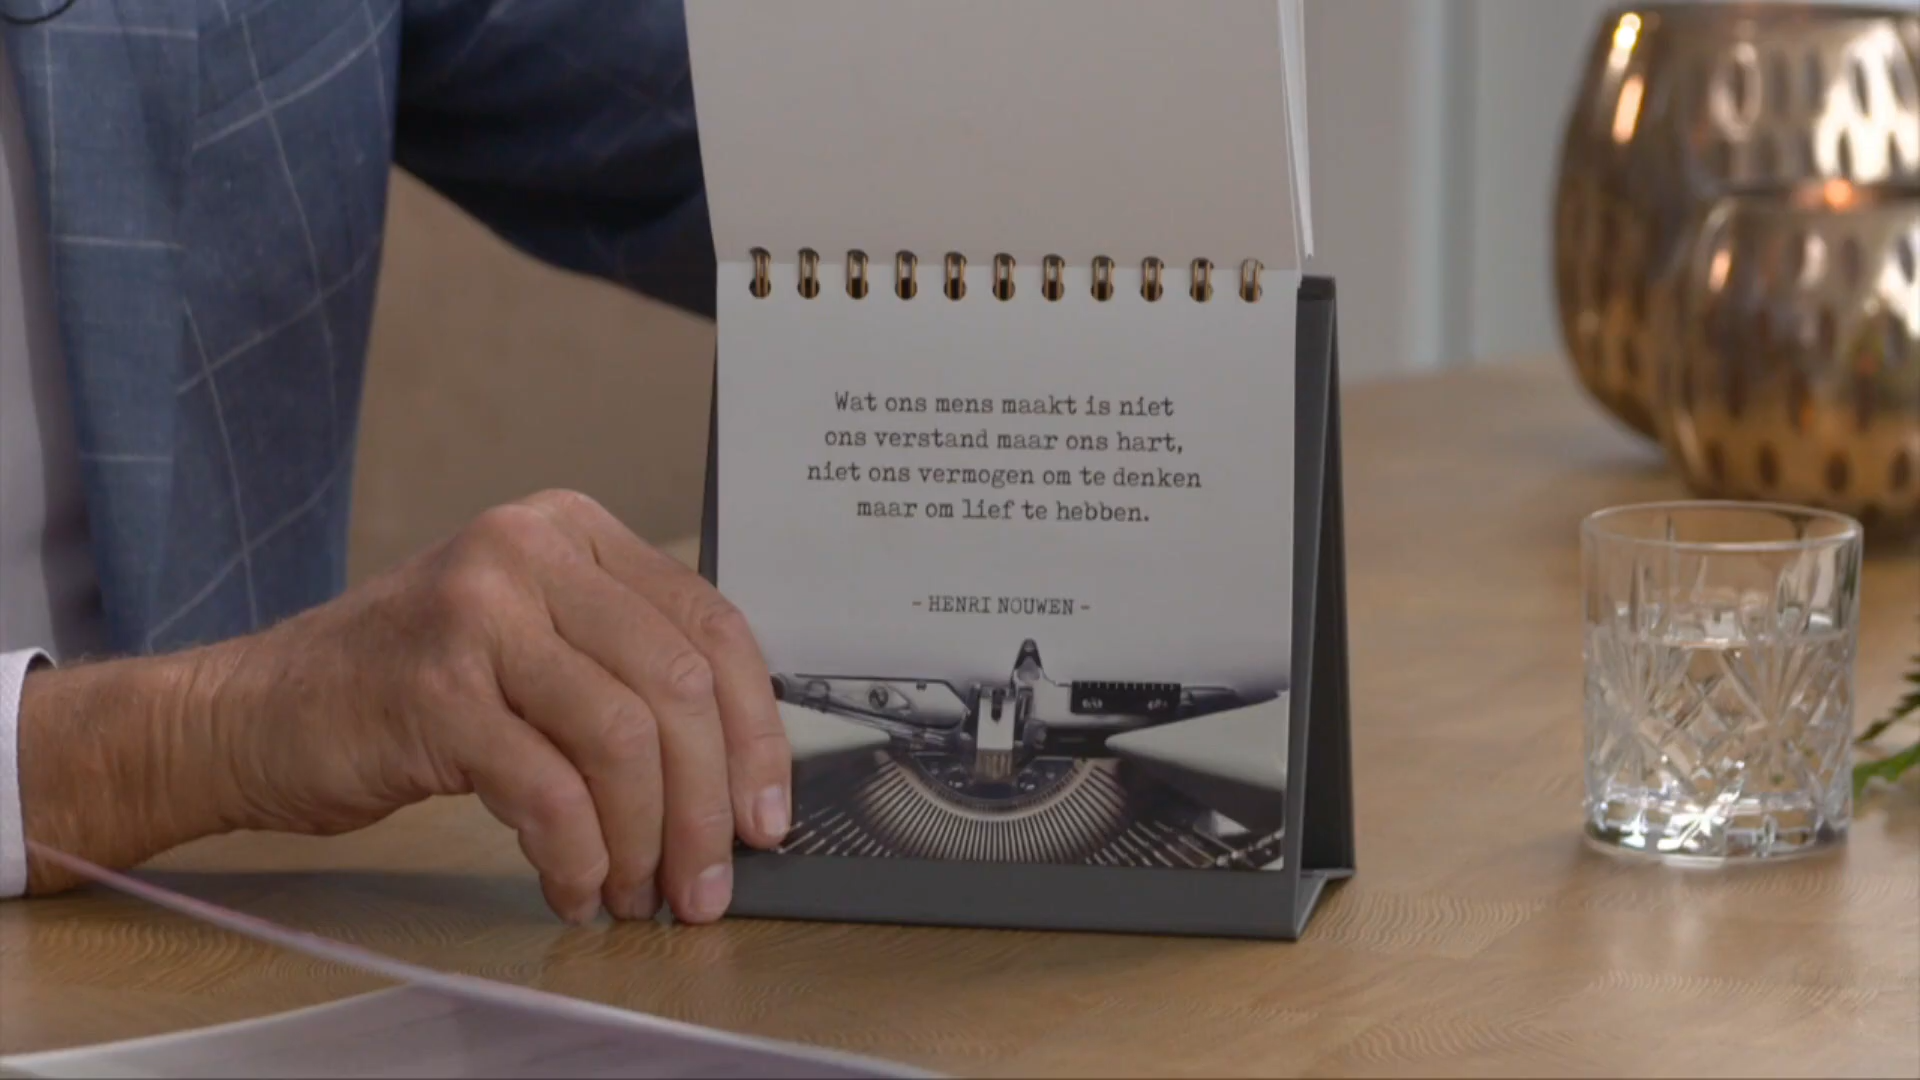 Wat ons mens maakt is niet
ons verstand maar ons hart,
niet ons vermogen om te denken
maar om lief te hebben.
- HENRI NOUWEN -